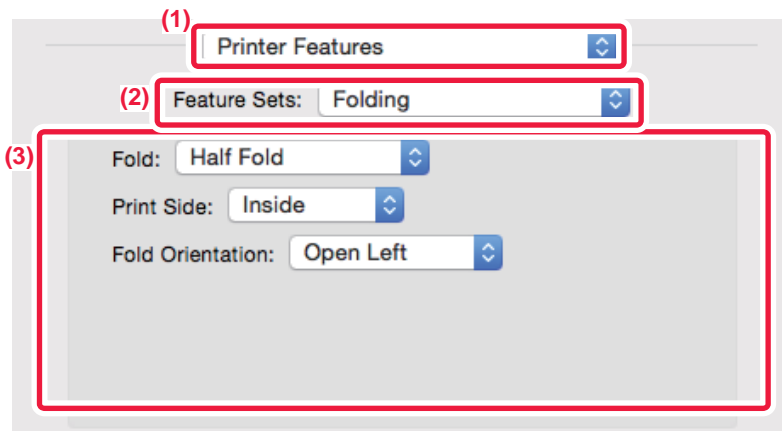 (1)
Printer Features
(2) Feature Sets: Folding
(3)
Fold: Half Fold
Print Side: Inside
Fold Orientation: Open Left